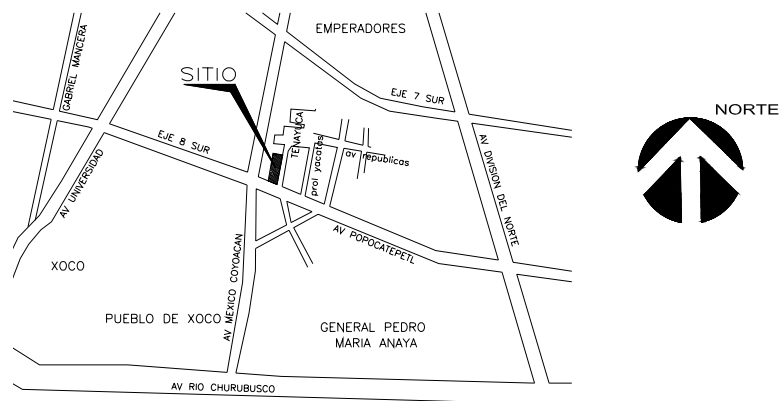 EMPERADORES
GABRIEL MANCERA
SITIO
EJE 7 SUR
NORTE
TENAYUCA
EJE 8 SUR
prol yacatas
av republicas
AV DIVISION DEL NORTE
AV UNIVERSIDAD
AV POPOCATEPETL
XOCO
AV MEXICO COYOACAN
PUEBLO DE XOCO
GENERAL PEDRO
MARIA ANAYA
AV RIO CHURUBUSCO